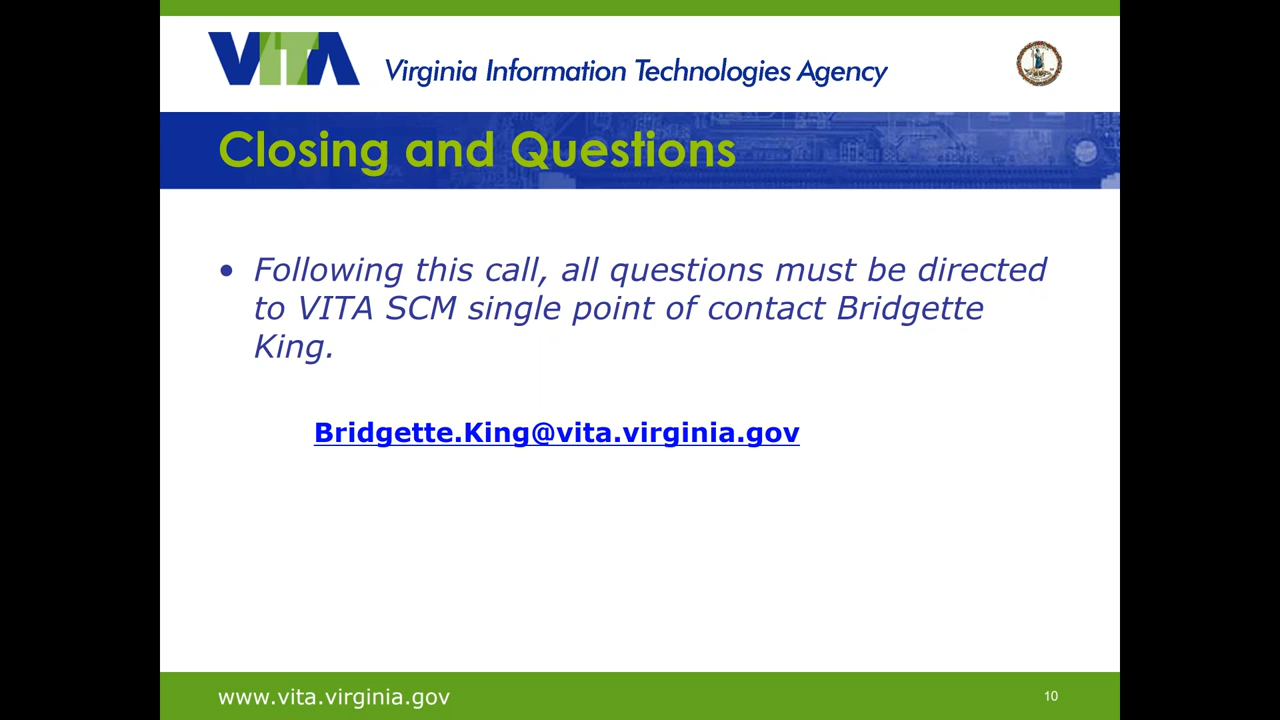 VITA
Virginia Information Technologies Agency
Closing and Questions
• Following this call, all questions must be directed
to VITA SCM single point of contact Bridgette
King.
Bridgette.King@vita.virginia.gov
www.vita.virginia.gov
10